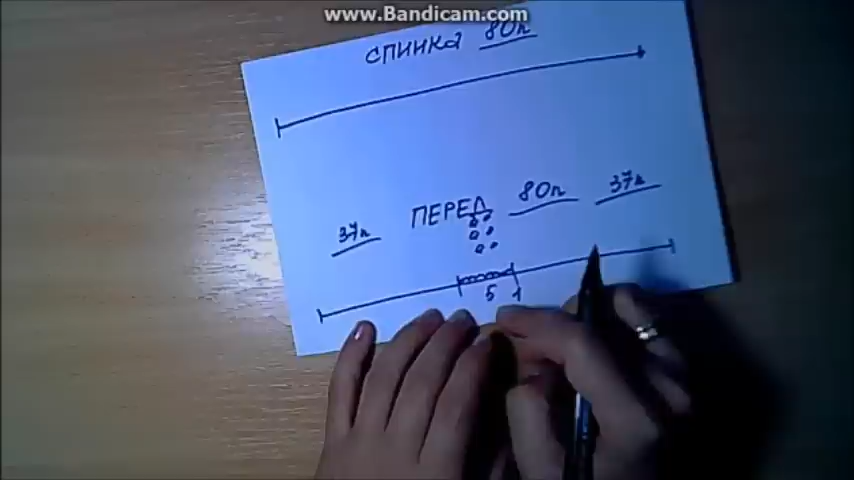 www.Bandicam.com
СПИНКА 80п
ПЕРЕД 80п
37п 37п
5 1